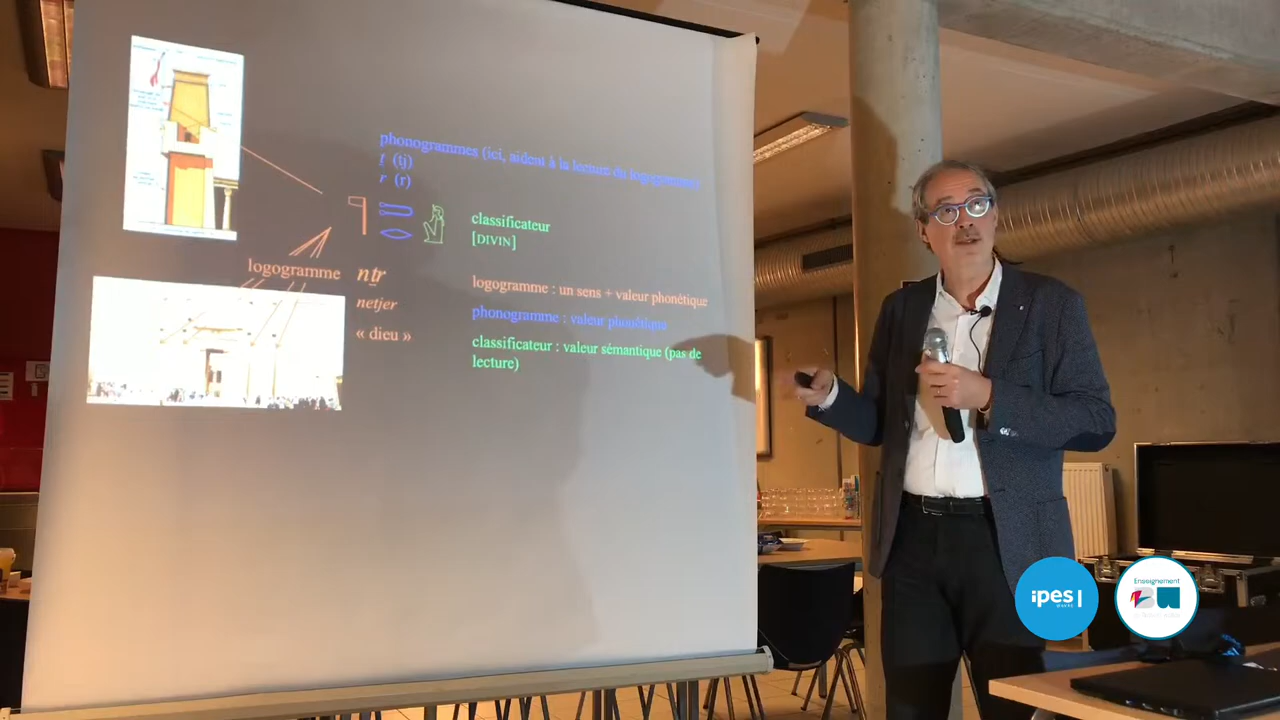 phonogrammes (ici, aident à la lecture du logogramme)
ṯ (tj)
r (r)
classificateur
[DIVIN]
logogramme
nṯr
netjer
« dieu »
logogramme : un sens + valeur phonétique
phonogramme : valeur phonétique
classificateur : valeur sémantique (pas de
lecture)
ipes
Enseignement